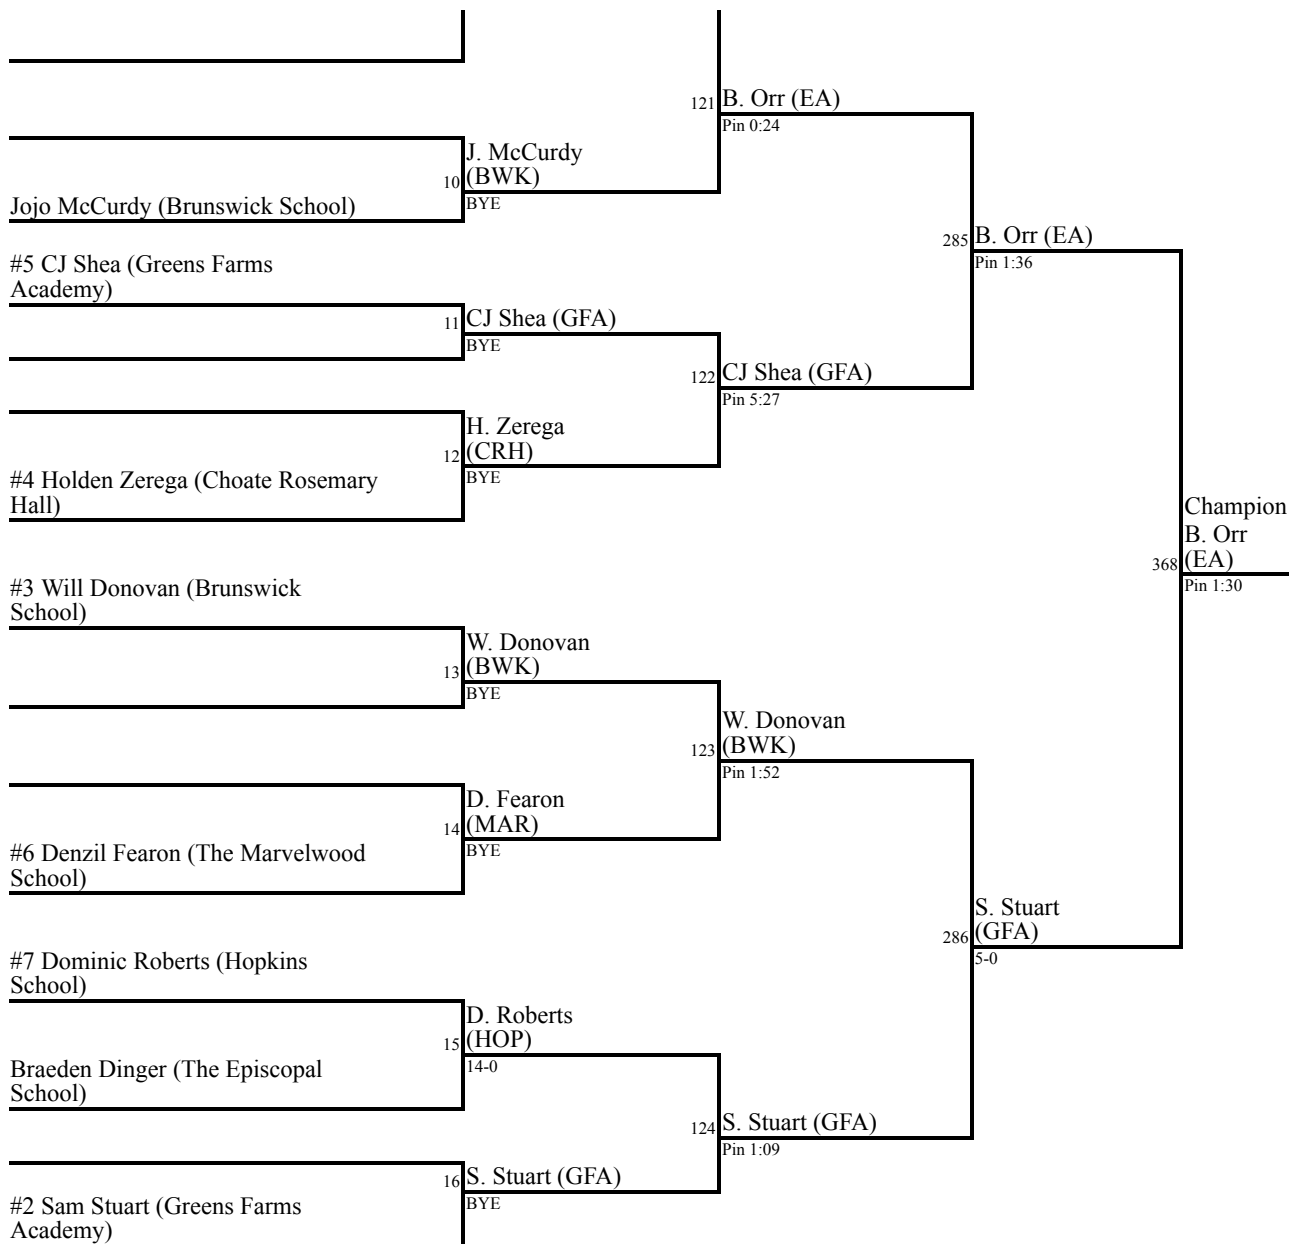 121 B. Orr (EA)
Pin 0:24
J. McCurdy
10 (BWK)
BYE
Jojo McCurdy (Brunswick School)
285 B. Orr (EA)
Pin 1:36
#5 CJ Shea (Greens Farms
Academy)
11 CJ Shea (GFA)
BYE
122 CJ Shea (GFA)
Pin 5:27
H. Zerega
12 (CRH)
BYE
#4 Holden Zerega (Choate Rosemary
Hall)
Champion
B. Orr
368 (EA)
Pin 1:30
#3 Will Donovan (Brunswick
School)
W. Donovan
13 (BWK)
BYE
W. Donovan
123 (BWK)
Pin 1:52
D. Fearon
14 (MAR)
BYE
#6 Denzil Fearon (The Marvelwood
School)
S. Stuart
286 (GFA)
5-0
#7 Dominic Roberts (Hopkins
School)
D. Roberts
15 (HOP)
14-0
Braeden Dinger (The Episcopal
School)
124 S. Stuart (GFA)
Pin 1:09
16 S. Stuart (GFA)
BYE
#2 Sam Stuart (Greens Farms
Academy)